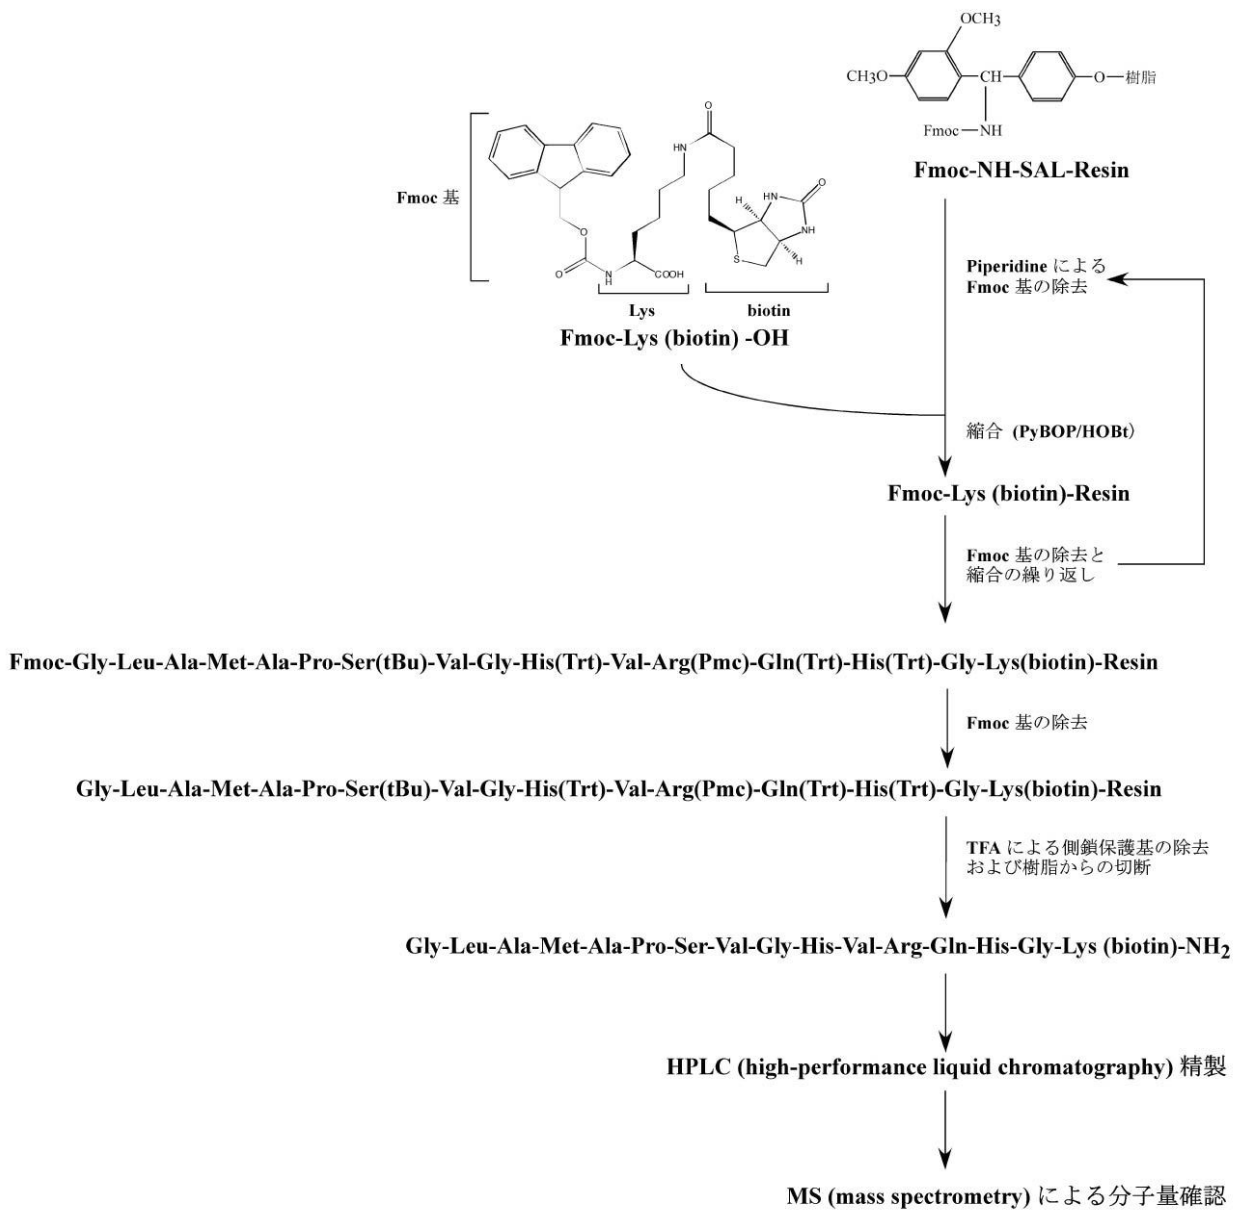 OCH3
CH3O
CH
O
樹脂
Fmoc
NH
Fmoc-NH-SAL-Resin
Fmoc 基
O
HN
O
O
NH
COOH
HN
O
NH
H
H
S
Lys
biotin
Fmoc-Lys (biotin) -OH
Piperidine による
Fmoc 基の除去
縮合 (PyBOP/HOBt)
Fmoc-Lys (biotin)-Resin
Fmoc 基の除去と
縮合の繰り返し
Fmoc-Gly-Leu-Ala-Met-Ala-Pro-Ser(tBu)-Val-Gly-His(Trt)-Val-Arg(Pmc)-Gln(Trt)-His(Trt)-Gly-Lys(biotin)-Resin
Fmoc 基の除去
Gly-Leu-Ala-Met-Ala-Pro-Ser(tBu)-Val-Gly-His(Trt)-Val-Arg(Pmc)-Gln(Trt)-His(Trt)-Gly-Lys(biotin)-Resin
TFA による側鎖保護基の除去
および樹脂からの切断
Gly-Leu-Ala-Met-Ala-Pro-Ser-Val-Gly-His-Val-Arg-Gln-His-Gly-Lys (biotin)-NH2
HPLC (high-performance liquid chromatography) 精製
MS (mass spectrometry) による分子量確認